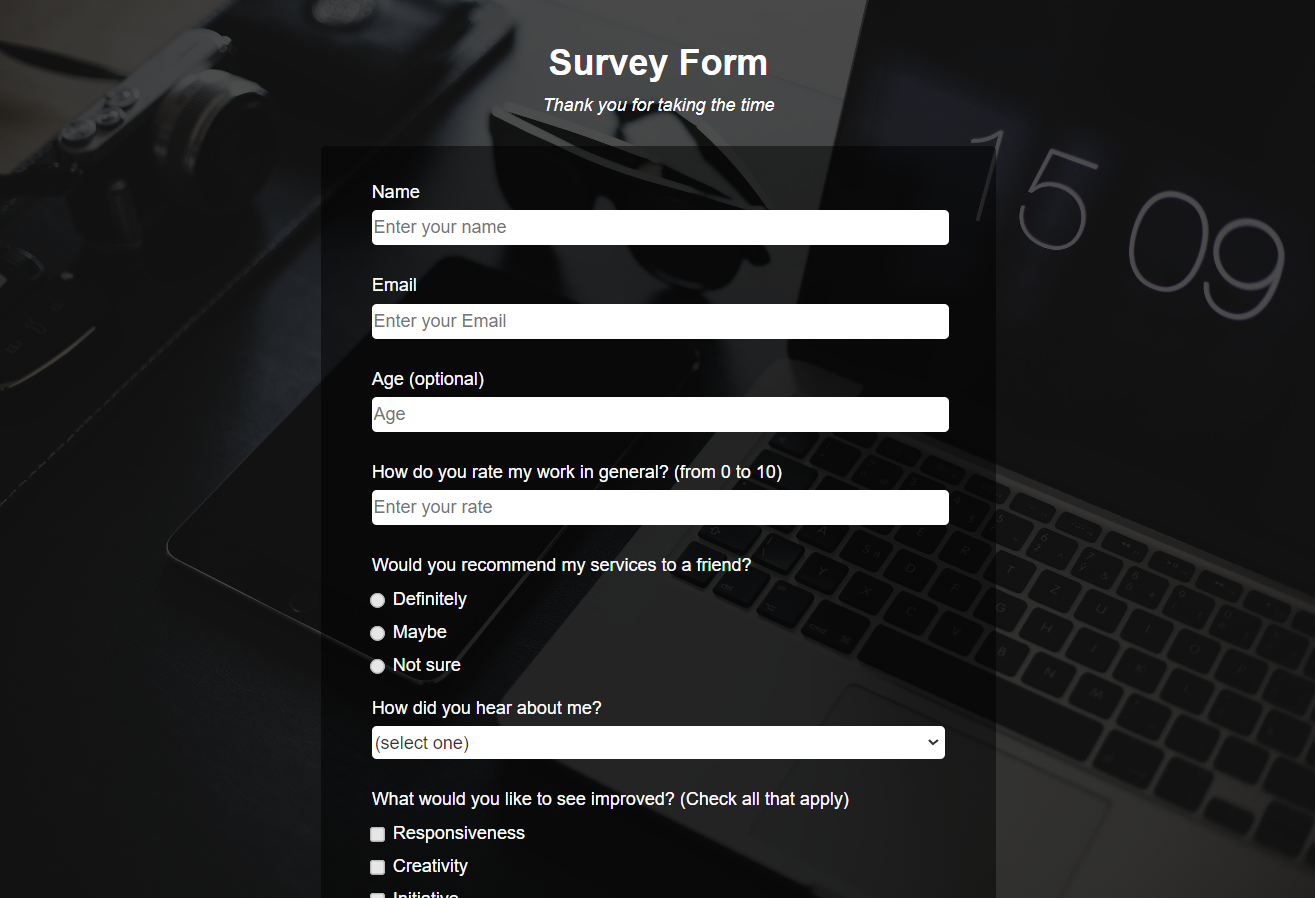 Survey Form
Thank you for taking the time
15 09
Name
Enter your name
Email
Enter your Email
Age (optional)
Age
How do you rate my work in general? (from 0 to 10)
Enter your rate
Would you recommend my services to a friend?
Definitely
Maybe
Not sure
How did you hear about me?
(select one)
What would you like to see improved? (Check all that apply)
Responsiveness
Creativity
Initiative